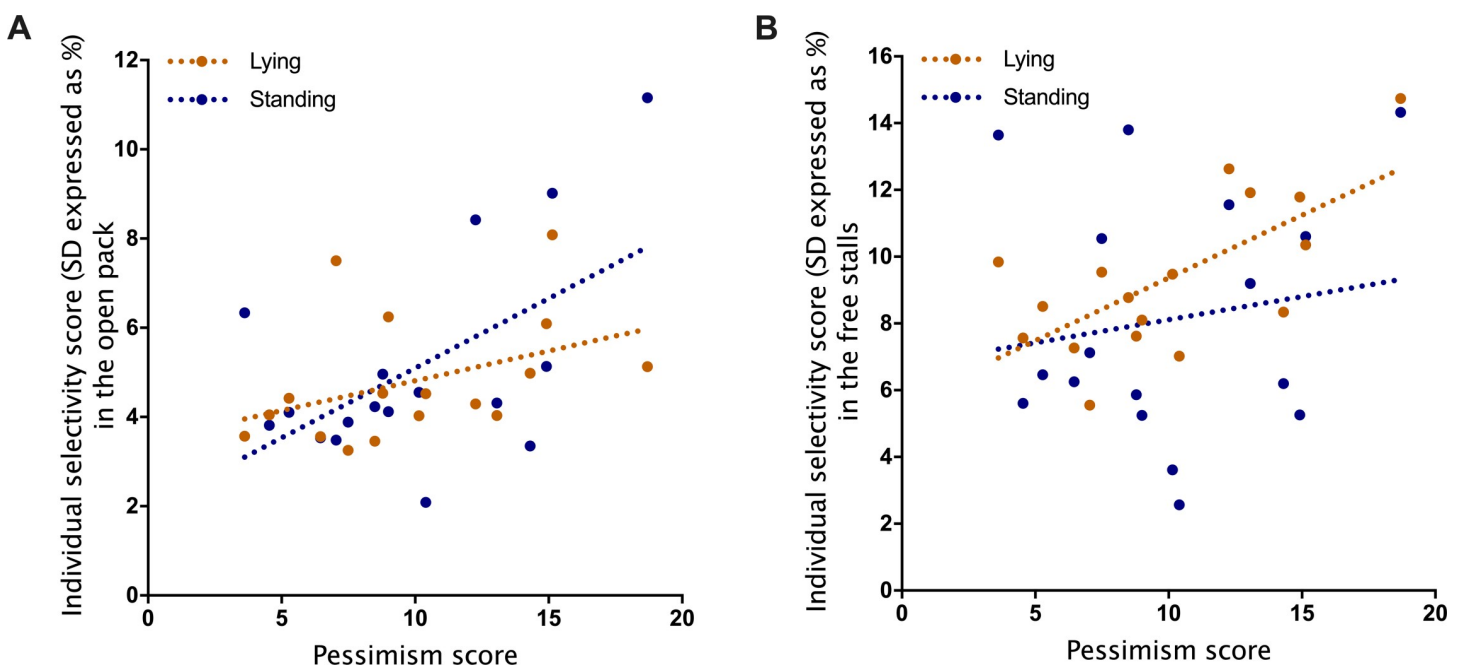 A
Individual selectivity score (SD expressed as %)
in the open pack
Lying
Standing
12
10
8
6
4
2
0
0 5 10 15 20
Pessimism score
B
Individual selectivity score (SD expressed as %)
in the free stalls
Lying
Standing
16
14
12
10
8
6
4
2
0
0 5 10 15 20
Pessimism score